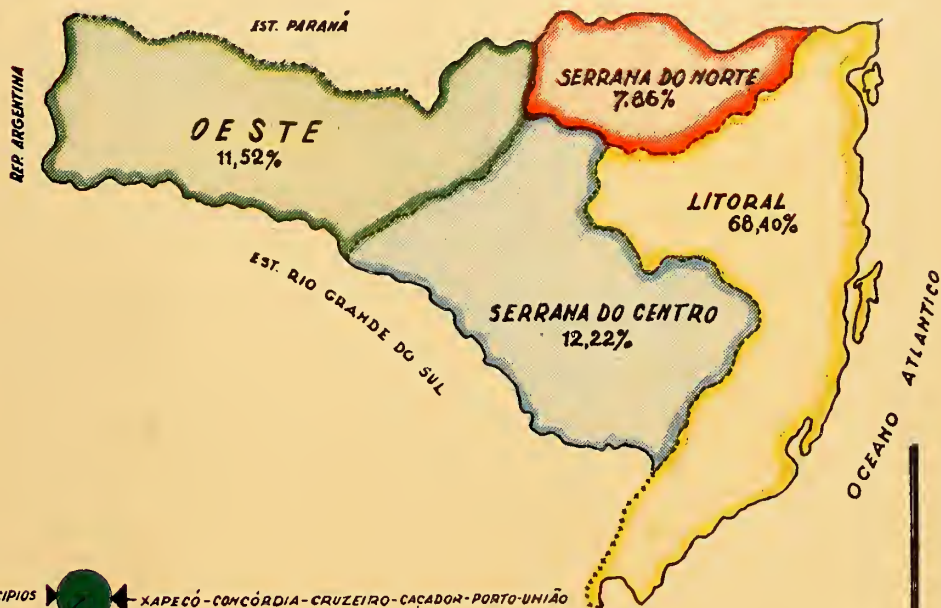 EST. PARANÁ
REP. ARGENTINA
SERRANA DO NORTE
7.86%
OESTE
11,52%
LITORAL
68,40%
EST. RIO GRANDE DO SUL
SERRANA DO CENTRO
12,22%
OCEANO ATLANTICO
XAPECÓ-CONCÓRDIA-CRUZEIRO-CAÇADOR-PORTO-UNIÃO